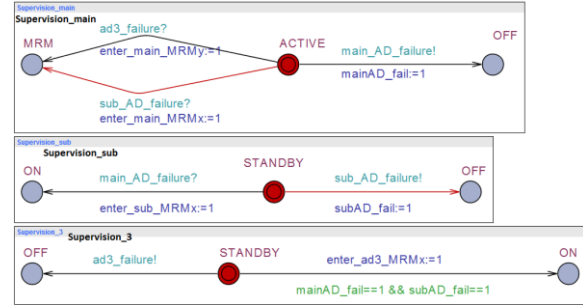 Supervision_main
Supervision_main
ad3_failure?
MRM
enter_main_MRMy:=1
ACTIVE
main_AD_failure!
OFF
mainAD_fail:=1
sub_AD_failure?
enter_main_MRMx:=1
Supervision_sub
Supervision_sub
STANDBY
ON
main_AD_failure?
sub_AD_failure!
OFF
enter_sub_MRMx:=1
subAD_fail:=1
Supervision_3
Supervision_3
OFF
ad3_failure!
STANDBY
enter_ad3_MRMx:=1
ON
mainAD_fail==1 && subAD_fail==1